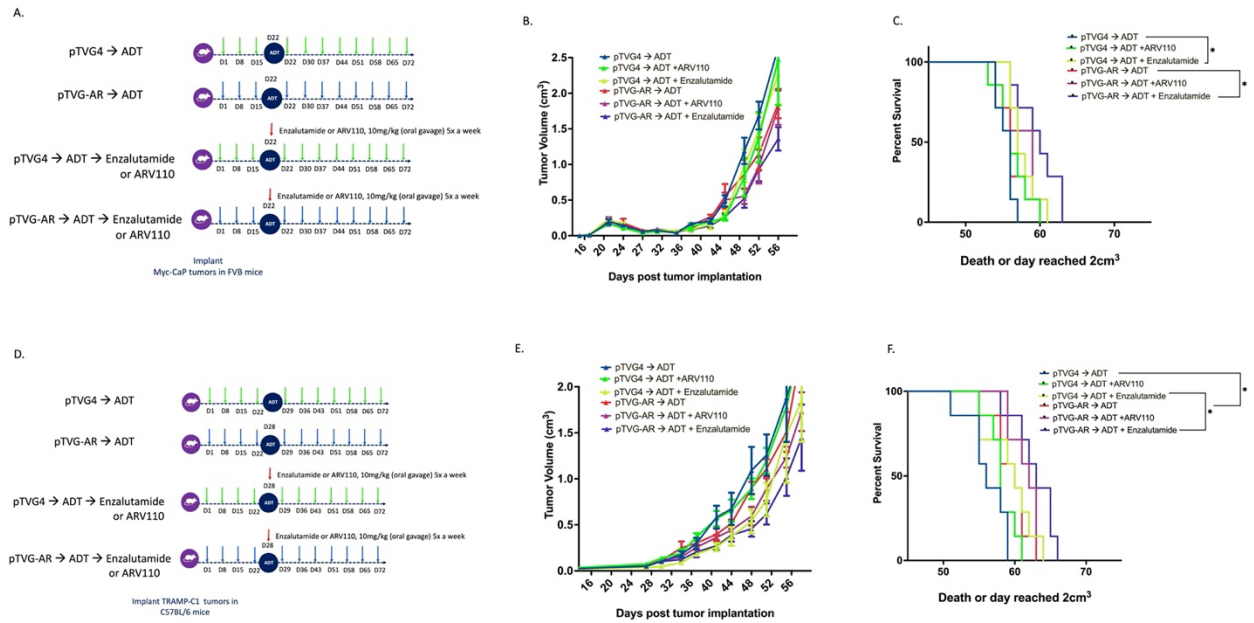 A.
pTVG4 → ADT
D22
ADT
D1 D8 D15 D22 D30 D37 D44 D51 D58 D65 D72
pTVG-AR → ADT
D22
ADT
D1 D8 D15 D22 D30 D37 D44 D51 D58 D65 D72
Enzalutamide or ARV110, 10mg/kg (oral gavage) 5x a week
pTVG4 → ADT → Enzalutamide
or ARV110
D22
ADT
D1 D8 D15 D22 D30 D37 D44 D51 D58 D65 D72
Enzalutamide or ARV110, 10mg/kg (oral gavage) 5x a week
pTVG-AR → ADT → Enzalutamide
or ARV110
D22
ADT
D1 D8 D15 D22 D30 D37 D44 D51 D58 D65 D72
Implant
Myc-CaP tumors in FVB mice
B.
pTVG4 → ADT
pTVG4 → ADT +ARV110
pTVG4 → ADT + Enzalutamide
pTVG-AR → ADT
pTVG-AR → ADT + ARV110
pTVG-AR → ADT + Enzalutamide
Tumor Volume (cm3)
2.5
2.0
1.5
1.0
0.5
0.0
16 20 24 28 32 36 40 44 48 52 56
Days post tumor implantation
C.
pTVG4 → ADT
pTVG4 → ADT +ARV110
pTVG4 → ADT + Enzalutamide
pTVG-AR → ADT
pTVG-AR → ADT + ARV110
pTVG-AR → ADT + Enzalutamide
*
*
Percent Survival
100
50
0
50 60 70
Death or day reached 2cm3
D.
pTVG4 → ADT
D28
ADT
D1 D8 D15 D22 D29 D36 D43 D51 D58 D65 D72
pTVG-AR → ADT
D28
ADT
D1 D8 D15 D22 D29 D36 D43 D51 D58 D65 D72
Enzalutamide or ARV110, 10mg/kg (oral gavage) 5x a week
pTVG4 → ADT → Enzalutamide
or ARV110
D28
ADT
D1 D8 D15 D22 D29 D36 D43 D51 D58 D65 D72
Enzalutamide or ARV110, 10mg/kg (oral gavage) 5x a week
pTVG-AR → ADT → Enzalutamide
or ARV110
D28
ADT
D1 D8 D15 D22 D29 D36 D43 D51 D58 D65 D72
Implant TRAMP-C1 tumors in
C57BL/6 mice
E.
pTVG4 → ADT
pTVG4 → ADT +ARV110
pTVG4 → ADT + Enzalutamide
pTVG-AR → ADT
pTVG-AR → ADT + ARV110
pTVG-AR → ADT + Enzalutamide
Tumor Volume (cm3)
2.0
1.5
1.0
0.5
0.0
16 20 24 28 32 36 40 44 48 52 56
Days post tumor implantation
F.
pTVG4 → ADT
pTVG4 → ADT +ARV110
pTVG4 → ADT + Enzalutamide
pTVG-AR → ADT
pTVG-AR → ADT + ARV110
pTVG-AR → ADT + Enzalutamide
*
*
Percent Survival
100
50
0
50 60 70
Death or day reached 2cm3